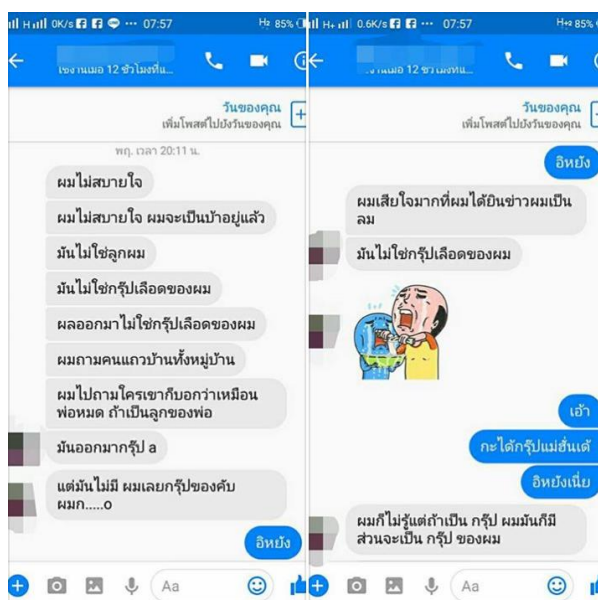 0K/s ··· 07:57
H2 85%
12 ชั่วโมงที่แ...
วันของคุณ
เพิ่มโพสต์ไปยังวันของคุณ
พฤ. เวลา 20:11 น.
ผมไม่สบายใจ
ผมไม่สบายใจ ผมจะเป็นบ้าอยู่แล้ว
มันไม่ใช่ลูกผม
มันไม่ใช่กรุ๊ปเลือดของผม
ผลออกมาไม่ใช่กรุ๊ปเลือดของผม
ผมถามคนแถวบ้านทั้งหมู่บ้าน
ผมไปถามใครเขาก็บอกว่าเหมือน
พ่อหมด ถ้าเป็นลูกของพ่อ
มันออกมากรุ๊ป a
แต่มันไม่มี ผมเลยกรุ๊ปของคับ
ผมก.....o
อิหยัง
Aa
H+ 0.6K/s ··· 07:57
85%
วันของคุณ
เพิ่มโพสต์ไปยังวันของคุณ
อิหยัง
ผมเสียใจมากที่ผมได้ยินข่าวผมเป็น
ลม
มันไม่ใช่กรุ๊ปเลือดของผม
เอ้า
กะได้กรุ๊ปแม่ฮั่นเด้
อิหยังเนี่ย
ผมก็ไม่รู้แต่ถ้าเป็น กรุ๊ป ผมมันก็มี
ส่วนจะเป็น กรุ๊ป ของผม
Aa